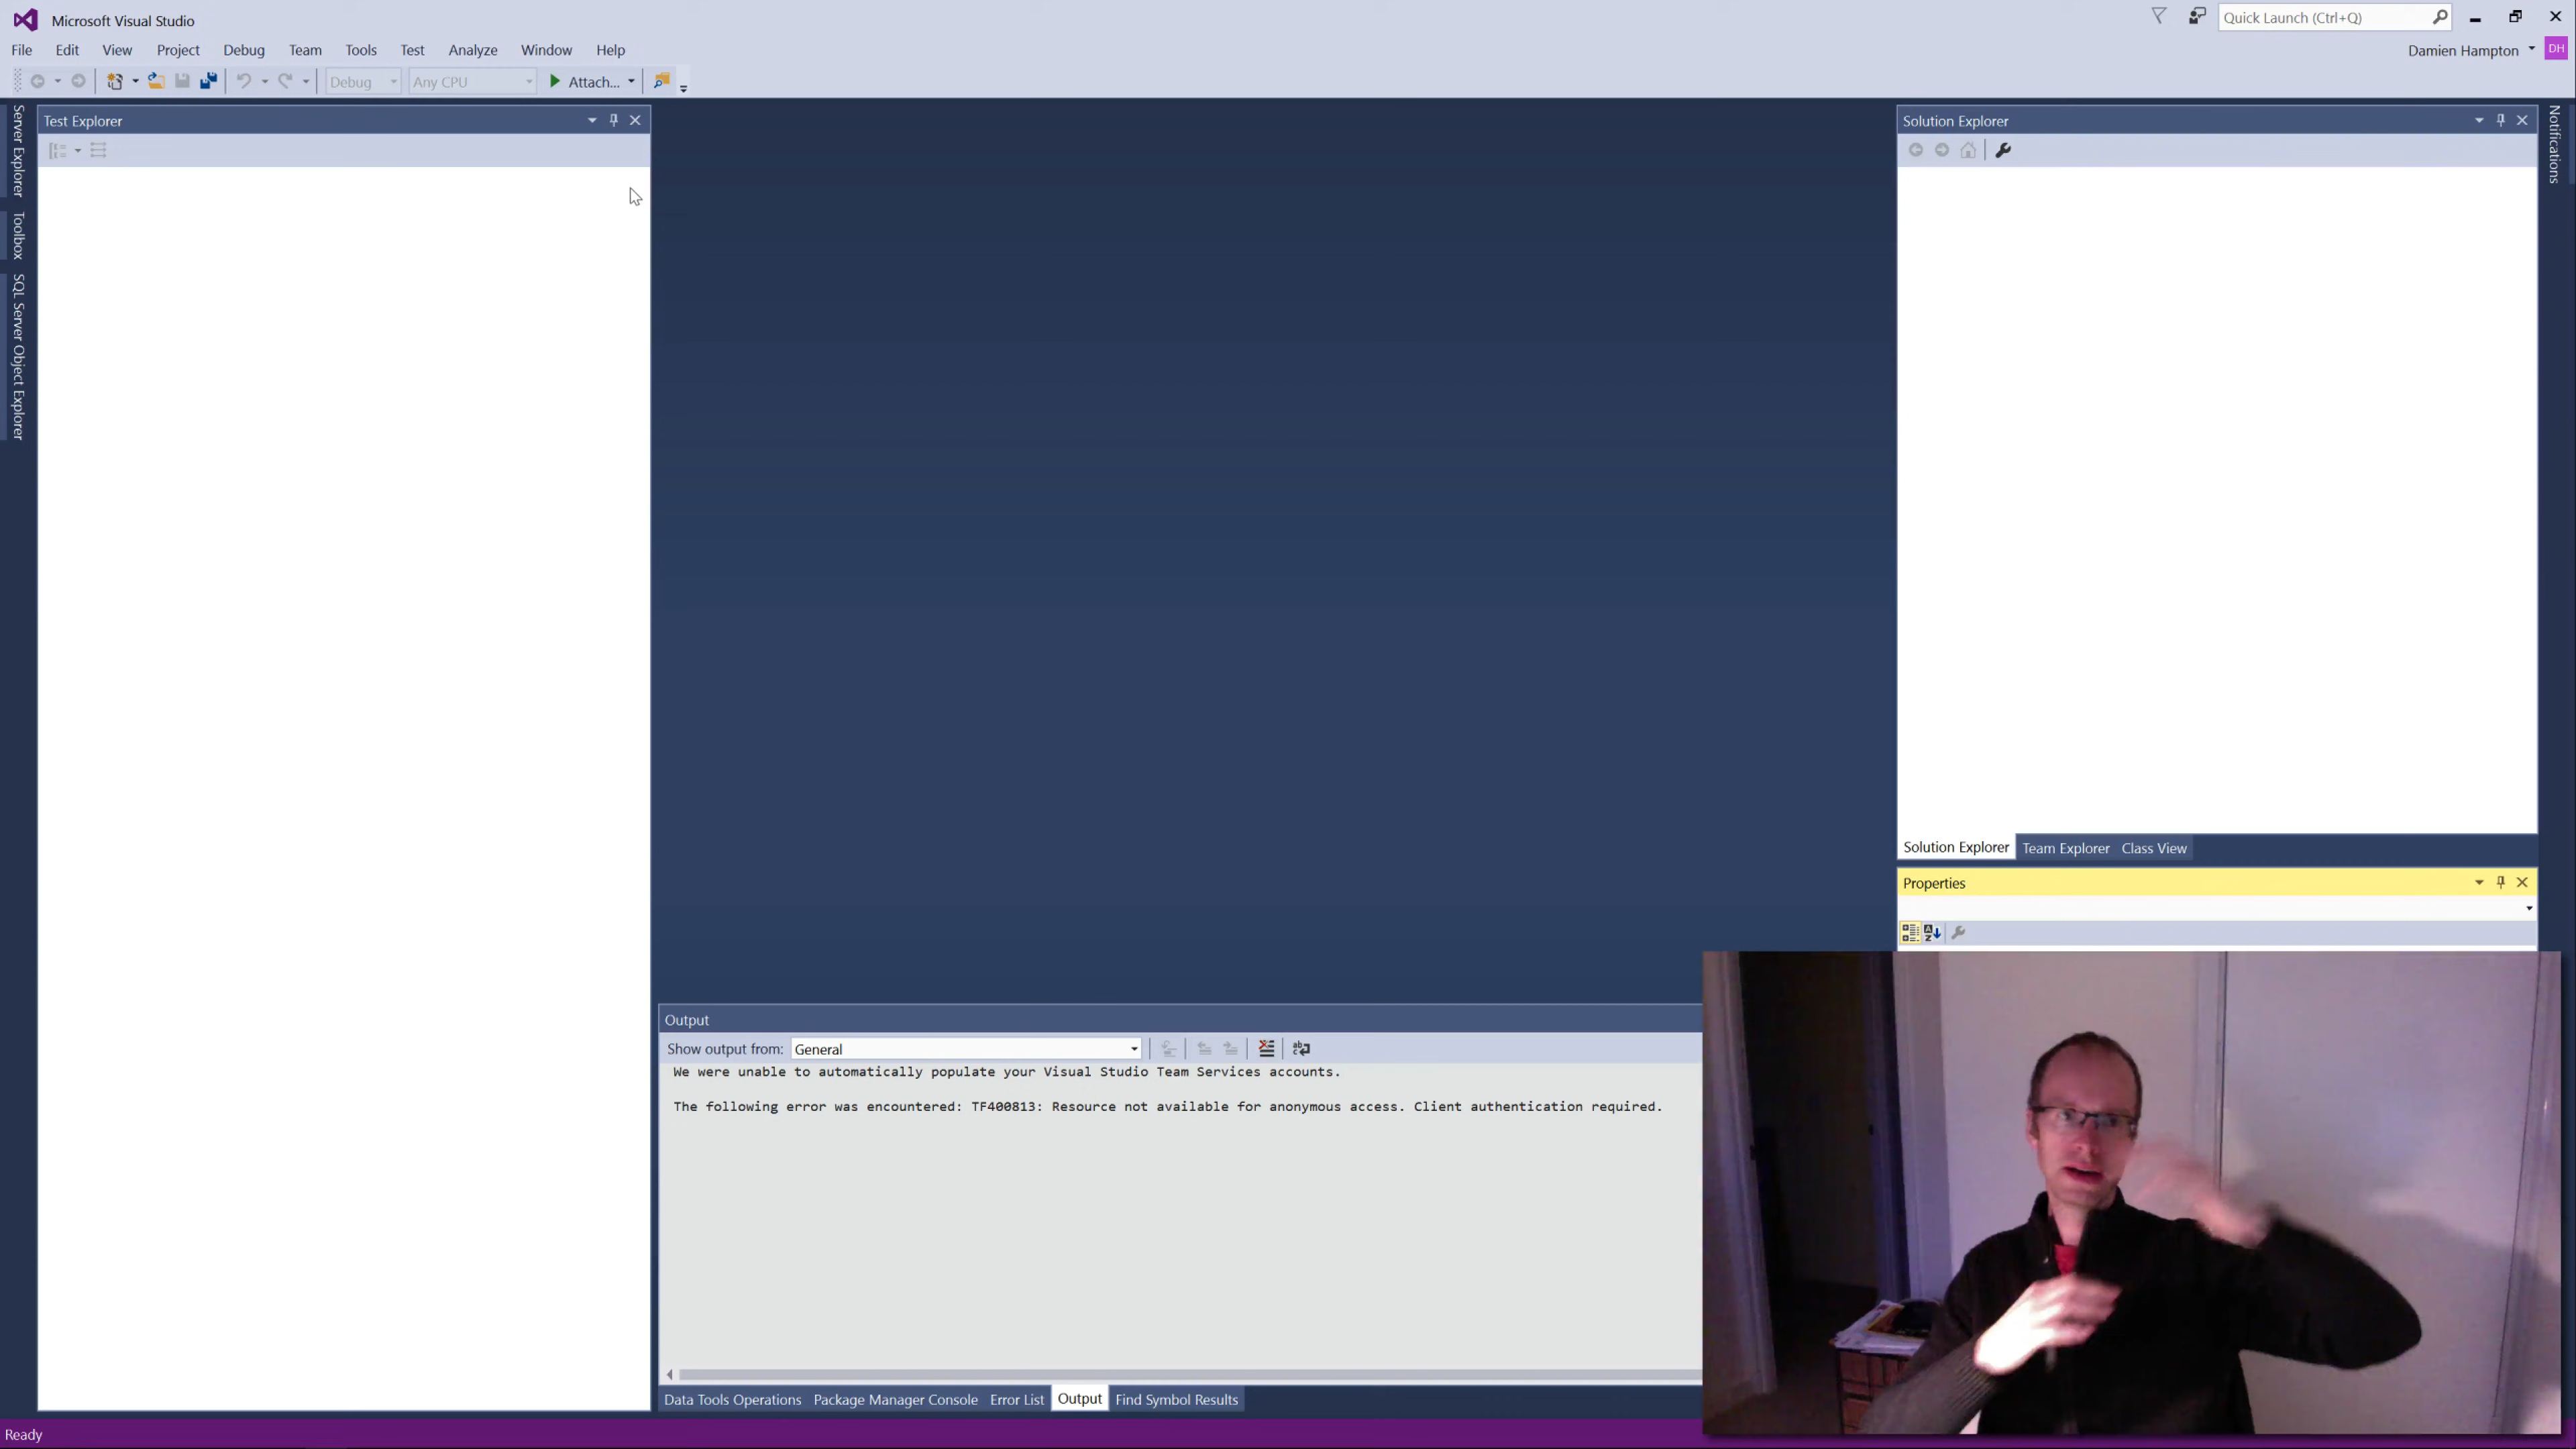 Microsoft Visual Studio
Quick Launch (Ctrl+Q)
File Edit View Project Debug Team Tools Test Analyze Window Help
Damien Hampton DH
Debug Any CPU Attach...
Server Explorer
Toolbox
SQL Server Object Explorer
Test Explorer
Solution Explorer
Notifications
Solution Explorer Team Explorer Class View
Properties
Output
Show output from: General
We were unable to automatically populate your Visual Studio Team Services accounts.
The following error was encountered: TF400813: Resource not available for anonymous access. Client authentication required.
Data Tools Operations Package Manager Console Error List Output Find Symbol Results
Ready